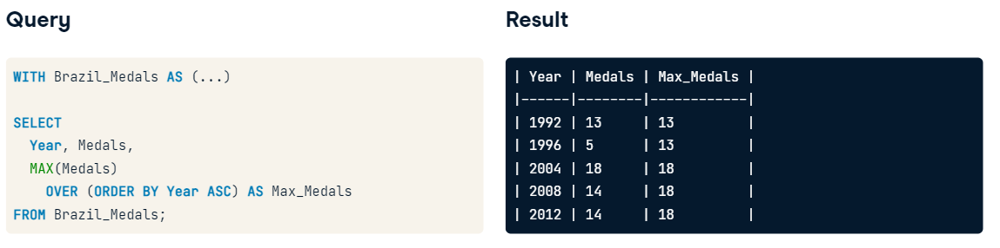 Query
WITH Brazil_Medals AS (...)
SELECT
Year, Medals,
MAX(Medals)
OVER (ORDER BY Year ASC) AS Max_Medals
FROM Brazil_Medals;
Result
| Year | Medals | Max_Medals |
|------|--------|------------|
| 1992 | 13     | 13         |
| 1996 | 5      | 13         |
| 2004 | 18     | 18         |
| 2008 | 14     | 18         |
| 2012 | 14     | 18         |